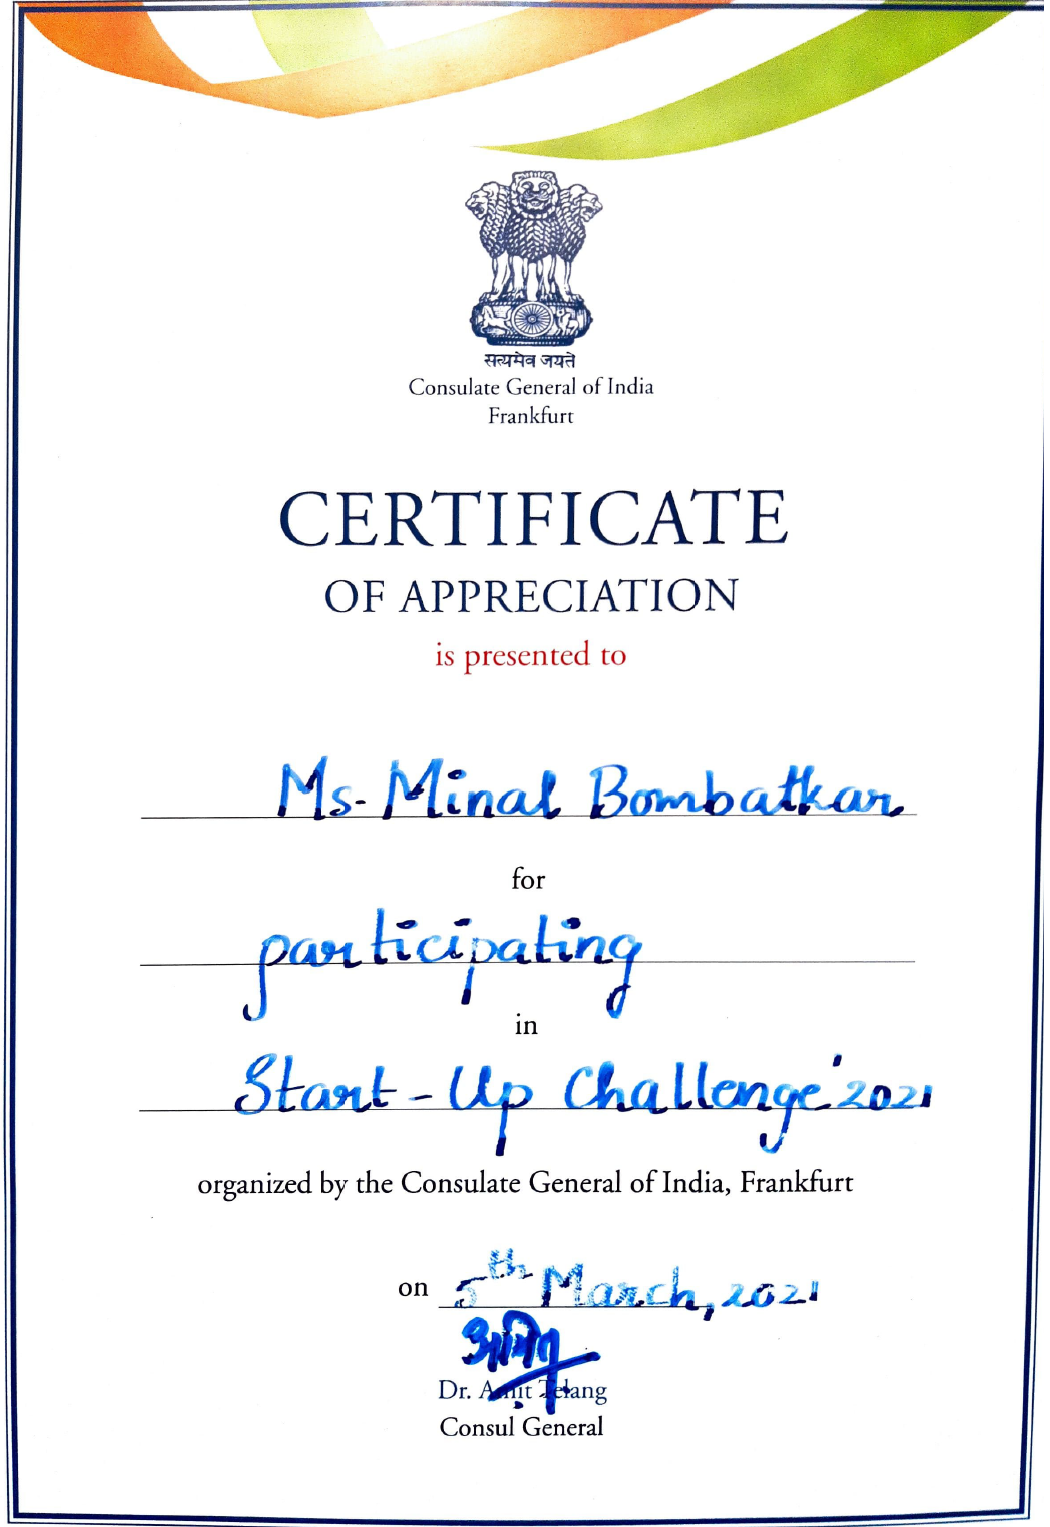 सत्यमेव जयते
Consulate General of India
Frankfurt
CERTIFICATE
OF APPRECIATION
is presented to
Ms. Minal Bombatkar
for
participating
in
Start-Up Challenge'2021
organized by the Consulate General of India, Frankfurt
on 5th March, 2021
अमित
Dr. Amit Telang
Consul General